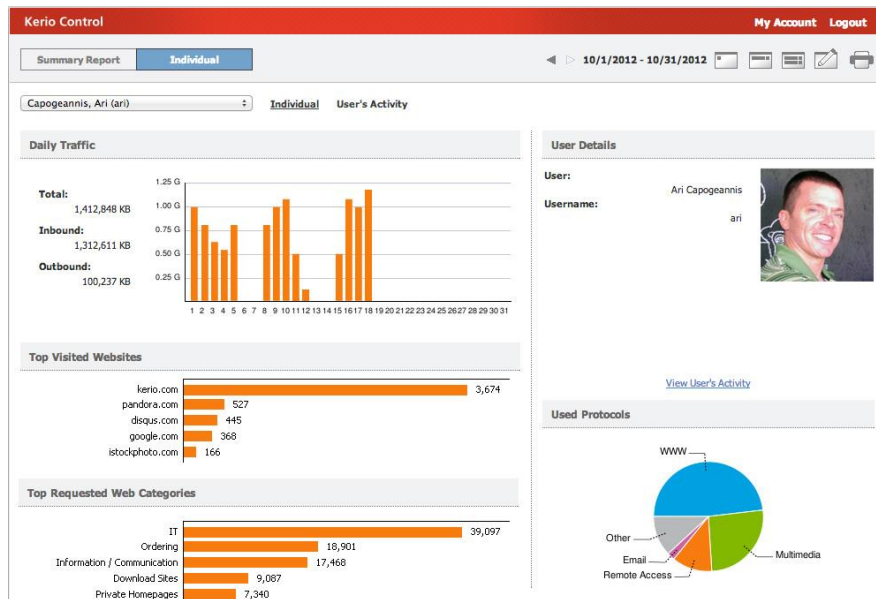 Kerio Control
My Account Logout
Summary Report Individual
10/1/2012 - 10/31/2012
Capogeannis, Ari (ari) Individual User's Activity
Daily Traffic
Total:
1,412,848 KB
Inbound:
1,312,611 KB
Outbound:
100,237 KB
1.25 G
1.00 G
0.75 G
0.50 G
0.25 G
1 2 3 4 5 6 7 8 9 10 11 12 13 14 15 16 17 18 19 20 21 22 23 24 25 26 27 28 29 30 31
User Details
User:
Ari Capogeannis
Username:
ari
View User's Activity
Top Visited Websites
kerio.com 3,674
pandora.com 527
disqus.com 445
google.com 368
istockphoto.com 166
Used Protocols
WWW
Other
Email
Remote Access
Multimedia
Top Requested Web Categories
IT 39,097
Ordering 18,901
Information / Communication 17,468
Download Sites 9,087
Private Homepages 7,340